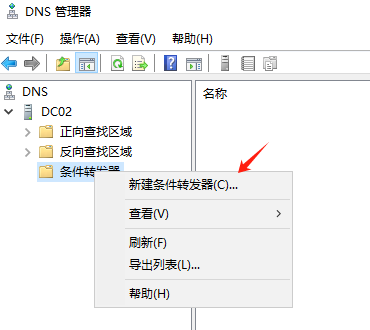 DNS 管理器
文件(F) 操作(A) 查看(V) 帮助(H)
DNS
名称
DC02
正向查找区域
反向查找区域
条件转发器
新建条件转发器(C)...
查看(V)
刷新(F)
导出列表(L)...
帮助(H)